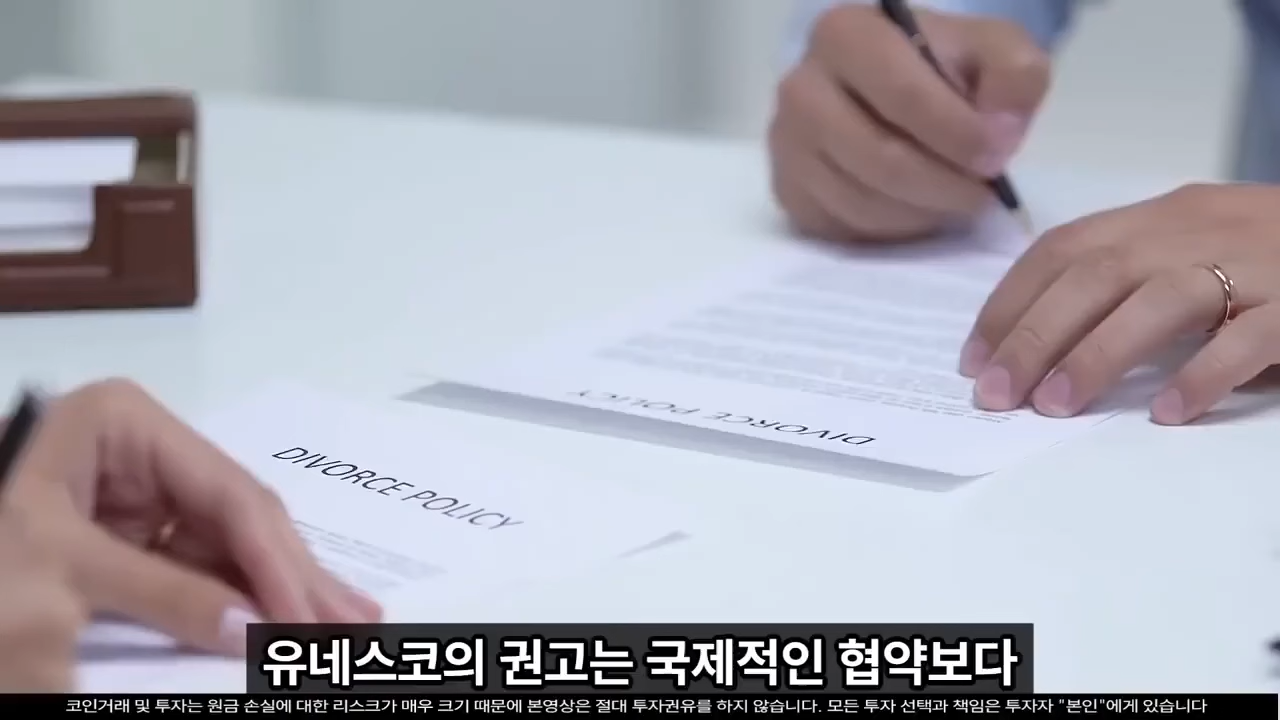 DIVORCE POLICY
DIVORCE POLICY
유네스코의 권고는 국제적인 협약보다
코인거래 및 투자는 원금 손실에 대한 리스크가 매우 크기 때문에 본영상은 절대 투자권유를 하지 않습니다. 모든 투자 선택과 책임은 투자자 "본인"에게 있습니다